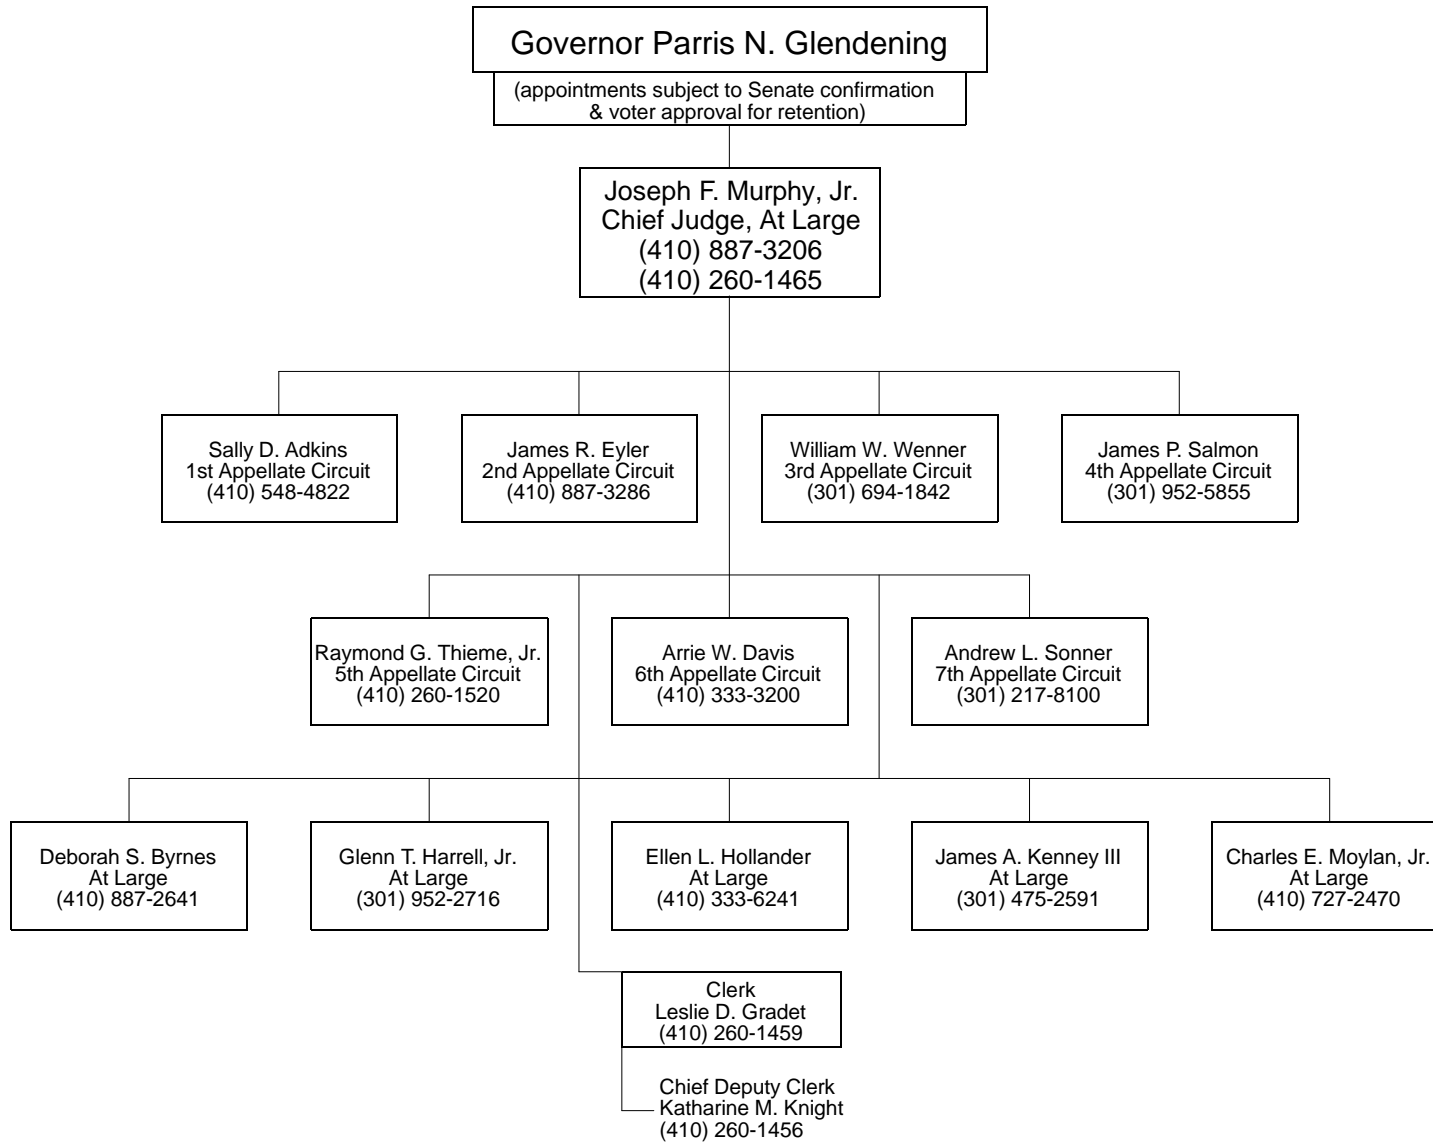 Governor Parris N. Glendening
(appointments subject to Senate confirmation
& voter approval for retention)
Joseph F. Murphy, Jr.
Chief Judge, At Large
(410) 887-3206
(410) 260-1465
Sally D. Adkins
1st Appellate Circuit
(410) 548-4822
James R. Eyler
2nd Appellate Circuit
(410) 887-3286
William W. Wenner
3rd Appellate Circuit
(301) 694-1842
James P. Salmon
4th Appellate Circuit
(301) 952-5855
Raymond G. Thieme, Jr.
5th Appellate Circuit
(410) 260-1520
Arrie W. Davis
6th Appellate Circuit
(410) 333-3200
Andrew L. Sonner
7th Appellate Circuit
(301) 217-8100
Deborah S. Byrnes
At Large
(410) 887-2641
Glenn T. Harrell, Jr.
At Large
(301) 952-2716
Ellen L. Hollander
At Large
(410) 333-6241
James A. Kenney III
At Large
(301) 475-2591
Charles E. Moylan, Jr.
At Large
(410) 727-2470
Clerk
Leslie D. Gradet
(410) 260-1459
Chief Deputy Clerk
Katharine M. Knight
(410) 260-1456